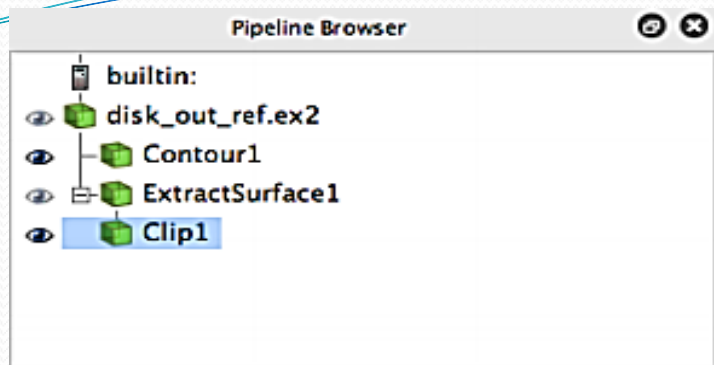 Pipeline Browser
builtin:
disk_out_ref.ex2
Contour1
ExtractSurface1
Clip1